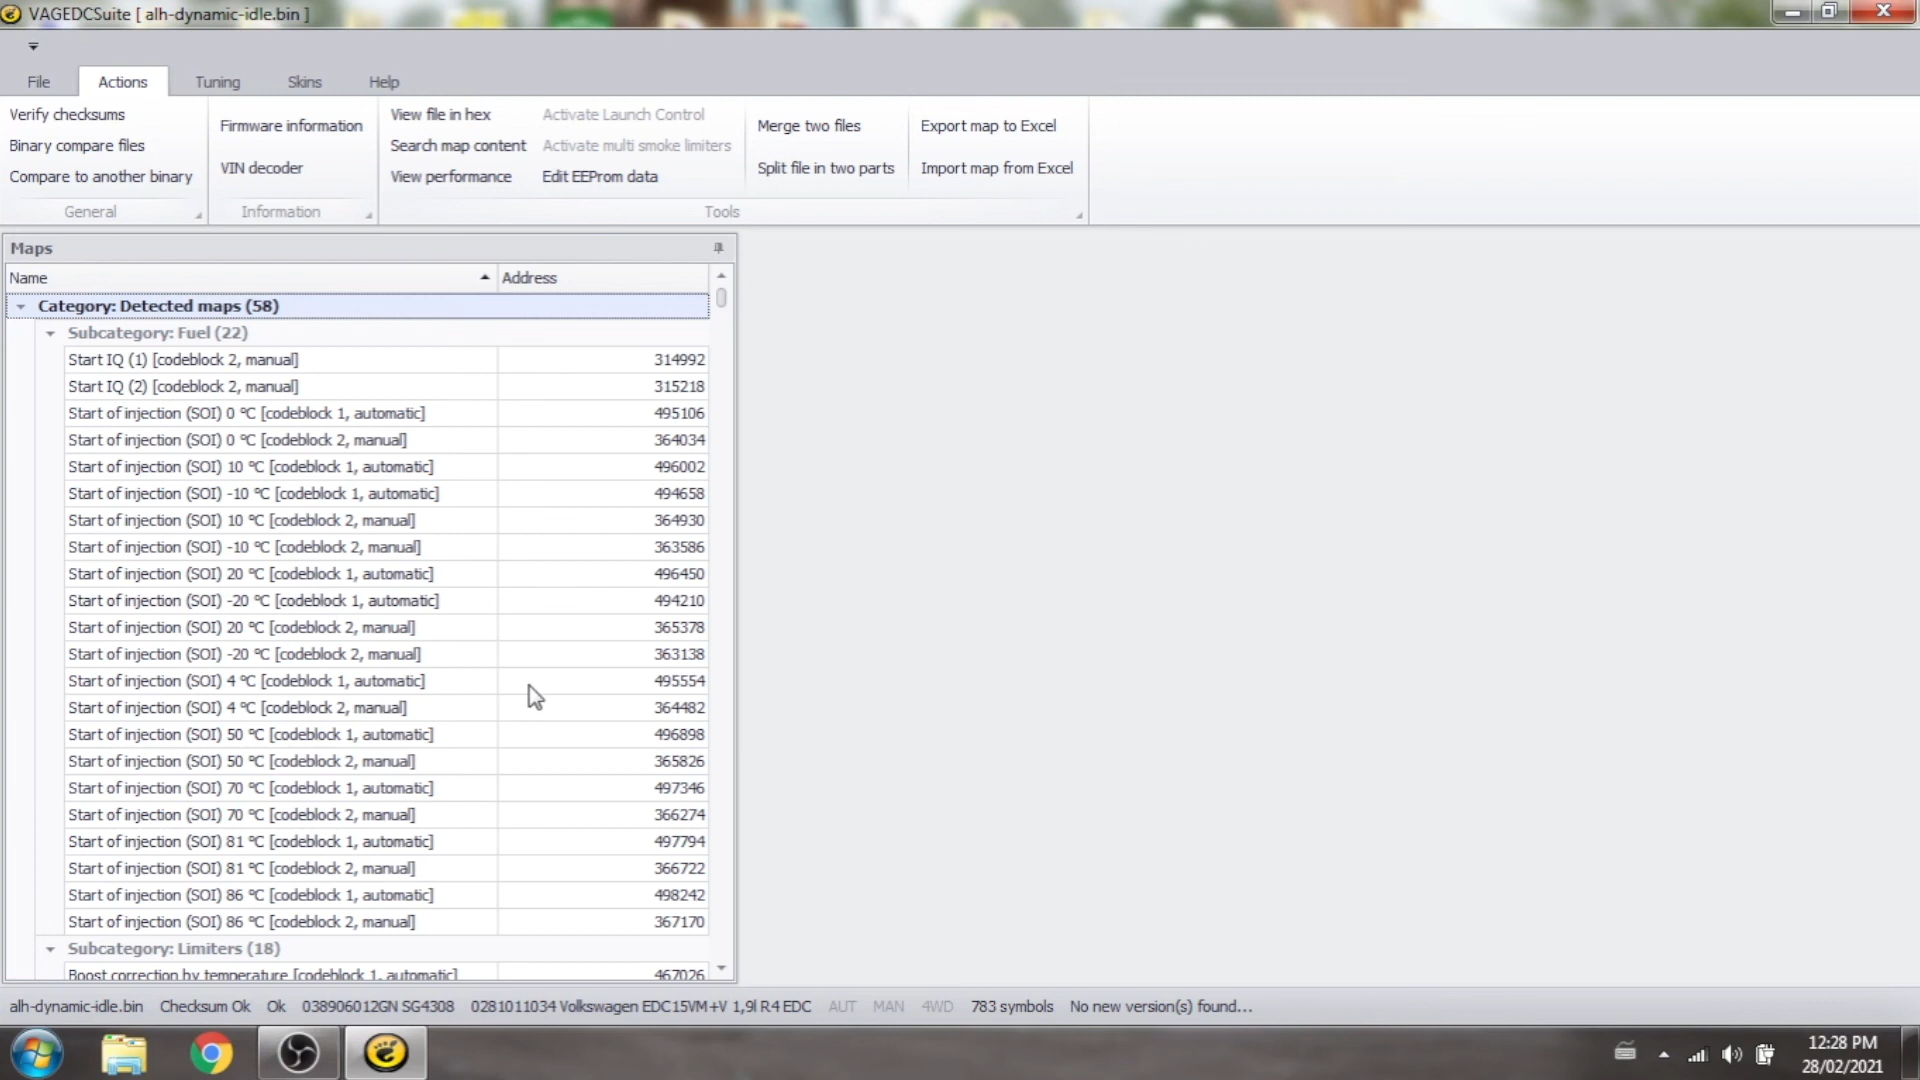 VAGEDCSuite [ alh-dynamic-idle.bin ]
File Actions Tuning Skins Help
Verify checksums
Binary compare files
Compare to another binary
General
Firmware information
VIN decoder
Information
View file in hex
Search map content
View performance
Activate Launch Control
Activate multi smoke limiters
Edit EEProm data
Merge two files
Split file in two parts
Export map to Excel
Import map from Excel
Tools
Maps
Name Address
Category: Detected maps (58)
Subcategory: Fuel (22)
Start IQ (1) [codeblock 2, manual] 314992
Start IQ (2) [codeblock 2, manual] 315218
Start of injection (SOI) 0 °C [codeblock 1, automatic] 495106
Start of injection (SOI) 0 °C [codeblock 2, manual] 364034
Start of injection (SOI) 10 °C [codeblock 1, automatic] 496002
Start of injection (SOI) -10 °C [codeblock 1, automatic] 494658
Start of injection (SOI) 10 °C [codeblock 2, manual] 364930
Start of injection (SOI) -10 °C [codeblock 2, manual] 363586
Start of injection (SOI) 20 °C [codeblock 1, automatic] 496450
Start of injection (SOI) -20 °C [codeblock 1, automatic] 494210
Start of injection (SOI) 20 °C [codeblock 2, manual] 365378
Start of injection (SOI) -20 °C [codeblock 2, manual] 363138
Start of injection (SOI) 4 °C [codeblock 1, automatic] 495554
Start of injection (SOI) 4 °C [codeblock 2, manual] 364482
Start of injection (SOI) 50 °C [codeblock 1, automatic] 496898
Start of injection (SOI) 50 °C [codeblock 2, manual] 365826
Start of injection (SOI) 70 °C [codeblock 1, automatic] 497346
Start of injection (SOI) 70 °C [codeblock 2, manual] 366274
Start of injection (SOI) 81 °C [codeblock 1, automatic] 497794
Start of injection (SOI) 81 °C [codeblock 2, manual] 366722
Start of injection (SOI) 86 °C [codeblock 1, automatic] 498242
Start of injection (SOI) 86 °C [codeblock 2, manual] 367170
Subcategory: Limiters (18)
Boost correction by temperature [codeblock 1, automatic] 467026
alh-dynamic-idle.bin Checksum Ok Ok 038906012GN SG4308 0281011034 Volkswagen EDC15VM+V 1,9l R4 EDC AUT MAN 4WD 783 symbols No new version(s) found...
12:28 PM
28/02/2021